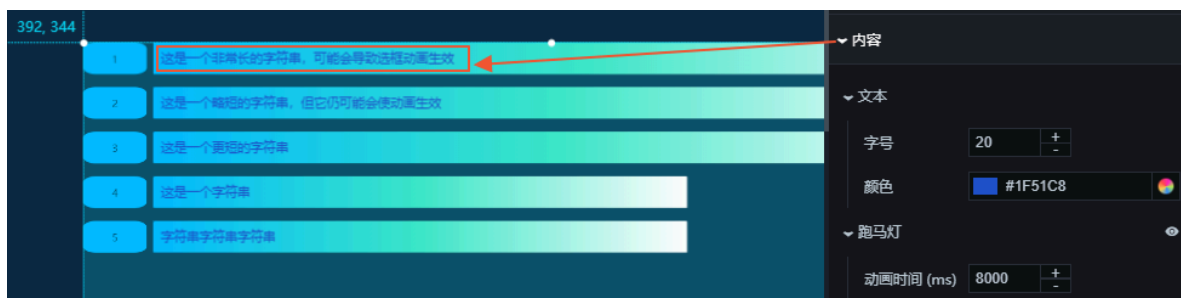 392, 344
1 这是一个非常长的字符串，可能会导致选框动画生效
2 这是一个略短的字符串，但它仍可能会使动画生效
3 这是一个更短的字符串
4 这是一个字符串
5 字符串字符串字符串
内容
文本
字号 20 + -
颜色 #1F51C8
跑马灯
动画时间 (ms) 8000 + -